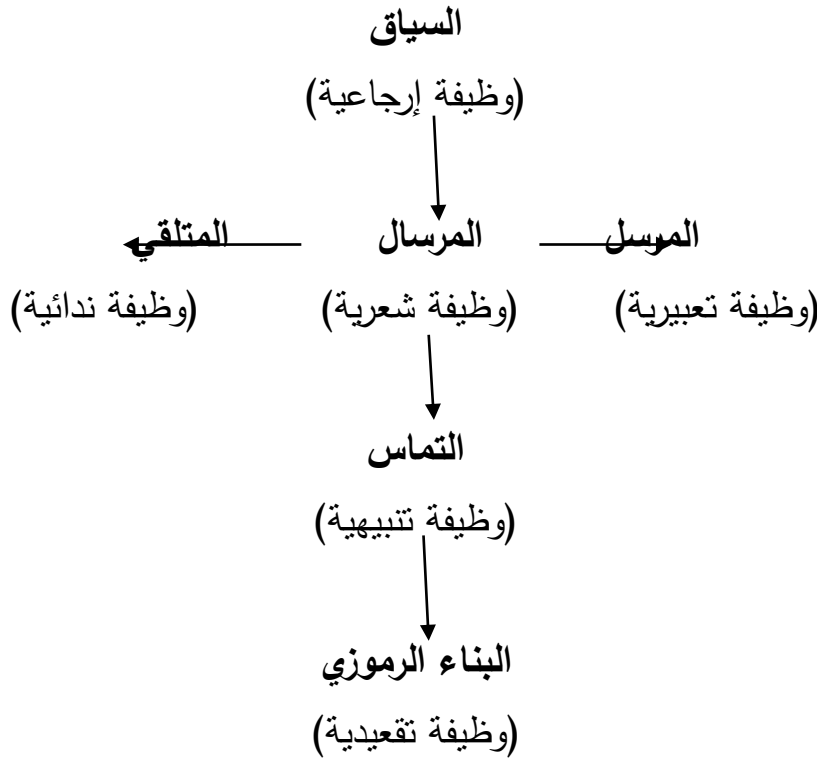 السياق
(وظيفة إرجاعية)
المرسل المرسال المتلقي
(وظيفة تعبيرية) (وظيفة شعرية) (وظيفة ندائية)
التماس
(وظيفة تنبيهية)
البناء الرموزي
(وظيفة تقعيدية)